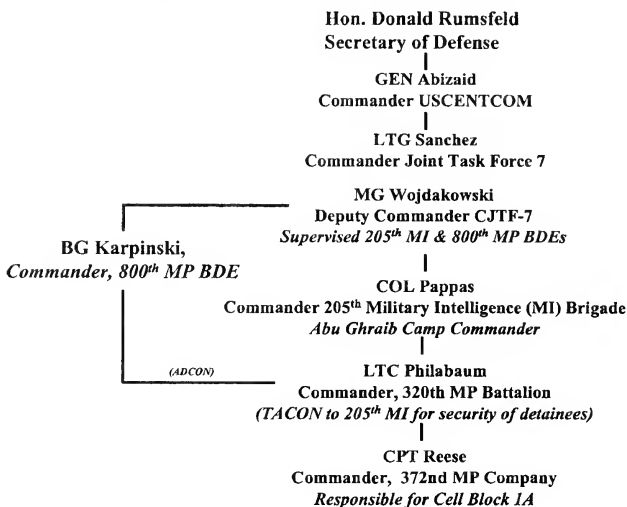 Hon. Donald Rumsfeld
Secretary of Defense
GEN Abizaid
Commander USCENTCOM
LTG Sanchez
Commander Joint Task Force 7
MG Wojdakowski
Deputy Commander CJTF-7
Supervised 205th MI & 800th MP BDEs
BG Karpinski,
Commander, 800th MP BDE
COL Pappas
Commander 205th Military Intelligence (MI) Brigade
Abu Ghraib Camp Commander
(ADCON)
LTC Philabaum
Commander, 320th MP Battalion
(TACON to 205th MI for security of detainees)
CPT Reese
Commander, 372nd MP Company
Responsible for Cell Block 1A